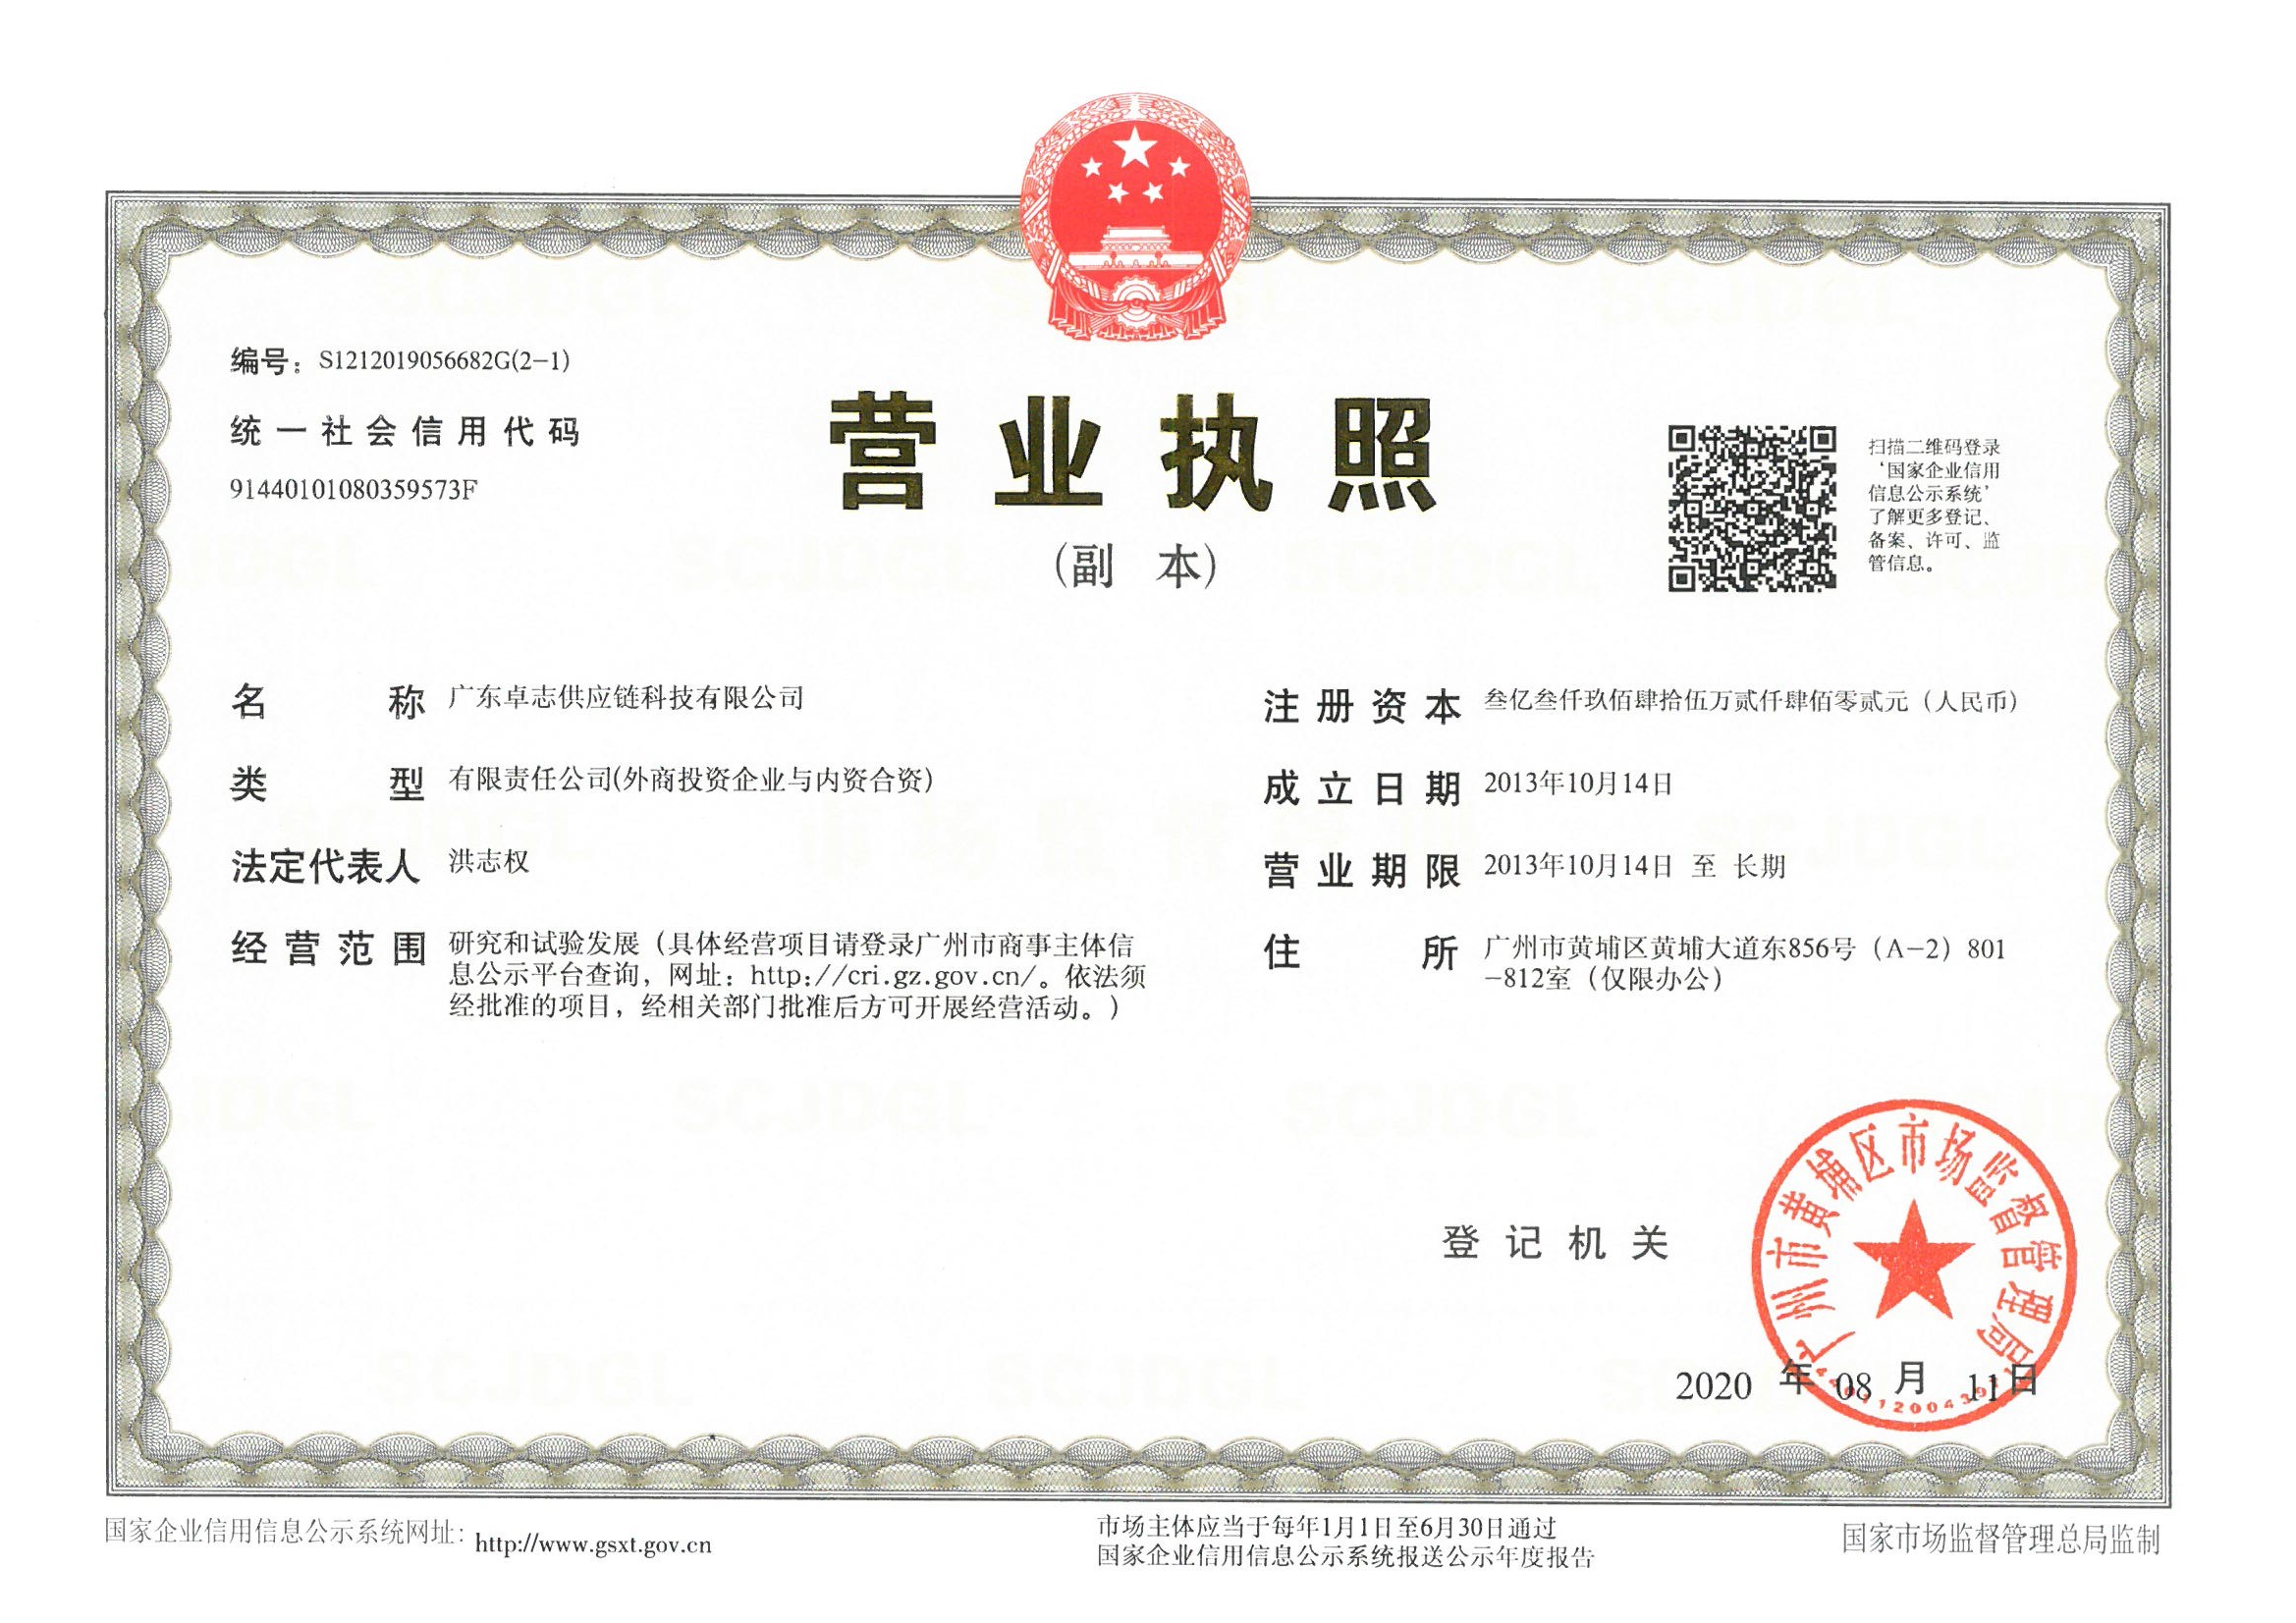 编号：S1212019056682G(2-1)
统一社会信用代码
91440101080359573F
营业执照
(副 本)
扫描二维码登录
‘国家企业信用
信息公示系统’
了解更多登记、
备案、许可、监
管信息。
名称 广东卓志供应链科技有限公司
类型 有限责任公司(外商投资企业与内资合资)
法定代表人 洪志权
经营范围 研究和试验发展（具体经营项目请登录广州市商事主体信
息公示平台查询，网址：http://cri.gz.gov.cn/。依法须
经批准的项目，经相关部门批准后方可开展经营活动。）
注册资本 叁亿叁仟玖佰肆拾伍万贰仟肆佰零贰元（人民币）
成立日期 2013年10月14日
营业期限 2013年10月14日 至 长期
住所 广州市黄埔区黄埔大道东856号（A-2）801
-812室（仅限办公）
登记机关
广州市黄埔区市场监督管理局
2020 年 08 月 11日
国家企业信用信息公示系统网址：http://www.gsxt.gov.cn
市场主体应当于每年1月1日至6月30日通过
国家企业信用信息公示系统报送公示年度报告
国家市场监督管理总局监制